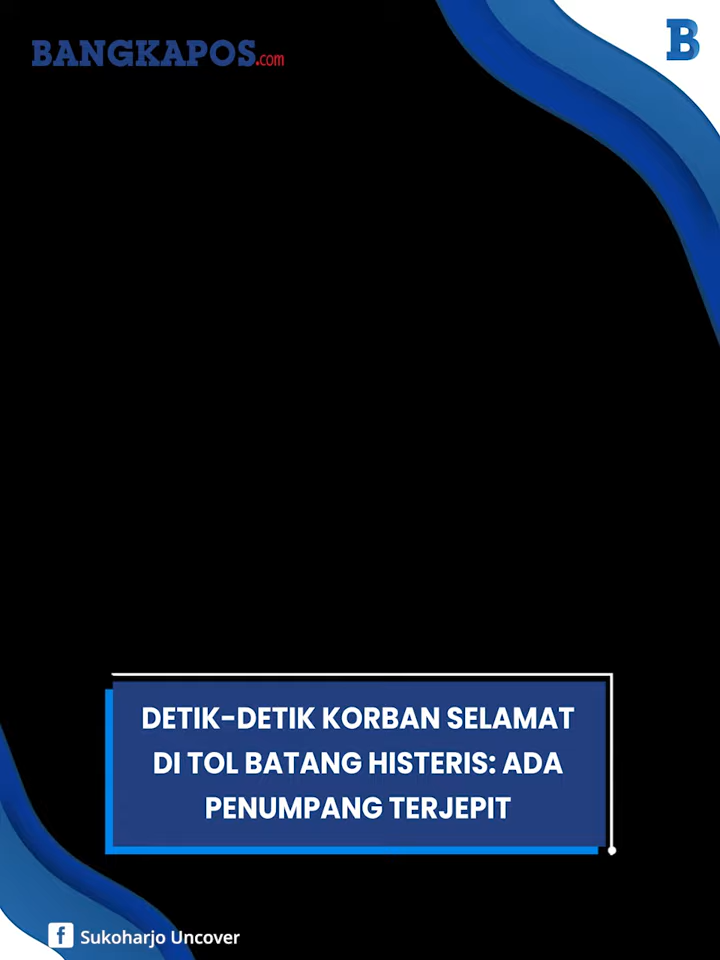 BANGKAPOS.com
B
DETIK-DETIK KORBAN SELAMAT
DI TOL BATANG HISTERIS: ADA
PENUMPANG TERJEPIT
f Sukoharjo Uncover